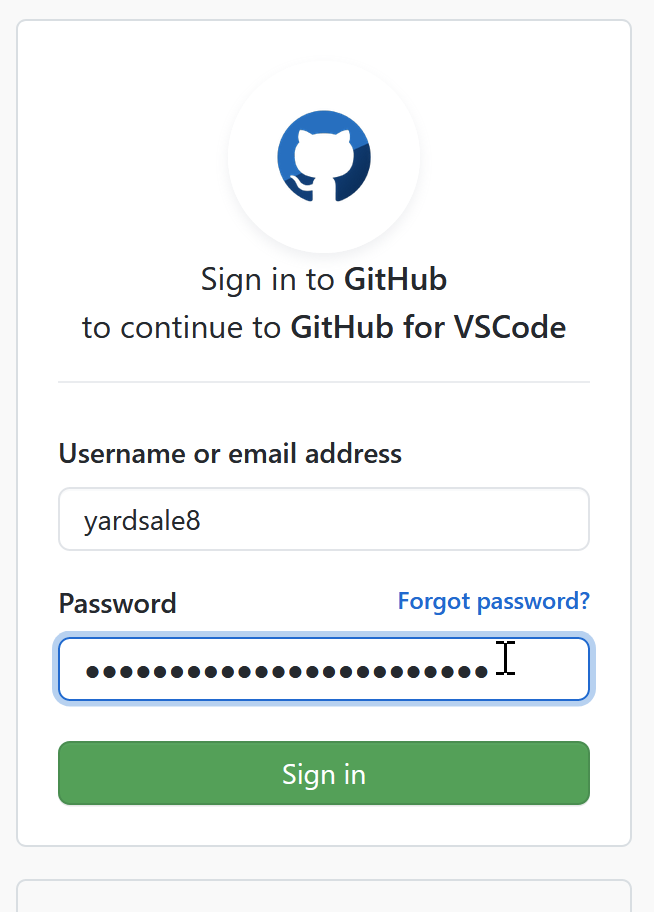 Sign in to GitHub
to continue to GitHub for VSCode
Username or email address
yardsale8
Password Forgot password?
••••••••••••••••••••••••
Sign in